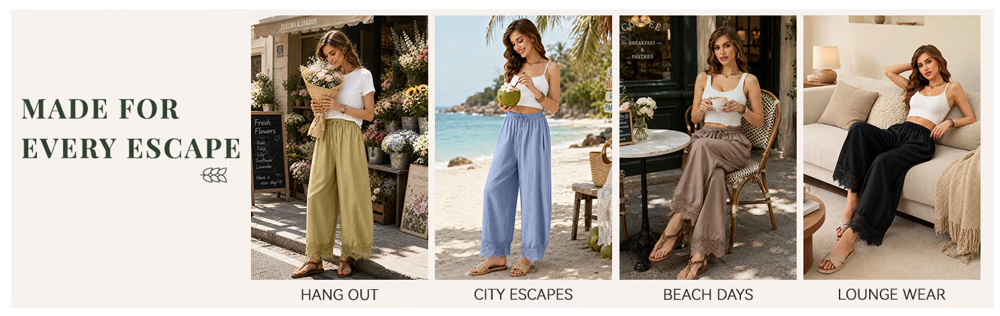 MADE FOR
EVERY ESCAPE
FLEURS & JARDIN
Fresh
Flowers
Rose
Tulip
Lily
Sunflower
Lavender
Have a
nice day!
FLOWER
HANG OUT
CITY ESCAPES
COFFEE
BREAKFAST
&
PASTRIES
BEACH DAYS
LOUNGE WEAR